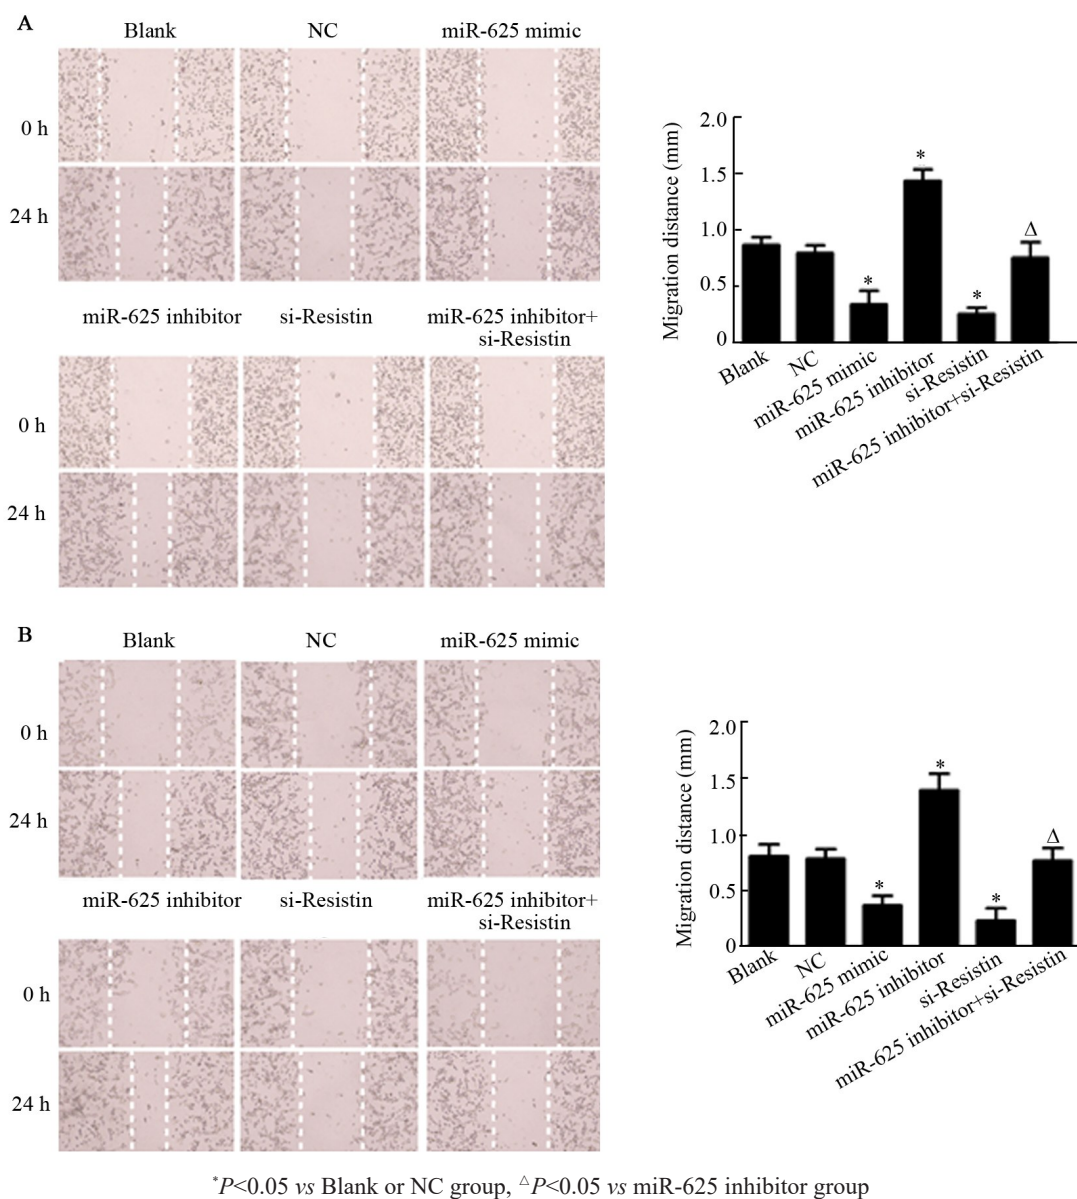 A
Blank NC miR-625 mimic
0 h
24 h
miR-625 inhibitor si-Resistin miR-625 inhibitor+
si-Resistin
0 h
24 h
Migration distance (mm)
2.0
1.5
1.0
0.5
0
*
*
*
Δ
Blank
NC
miR-625 mimic
miR-625 inhibitor
si-Resistin
miR-625 inhibitor+si-Resistin
B
Blank NC miR-625 mimic
0 h
24 h
miR-625 inhibitor si-Resistin miR-625 inhibitor+
si-Resistin
0 h
24 h
Migration distance (mm)
2.0
1.5
1.0
0.5
0
*
*
*
Δ
Blank
NC
miR-625 mimic
miR-625 inhibitor
si-Resistin
miR-625 inhibitor+si-Resistin
*P<0.05 vs Blank or NC group, ΔP<0.05 vs miR-625 inhibitor group